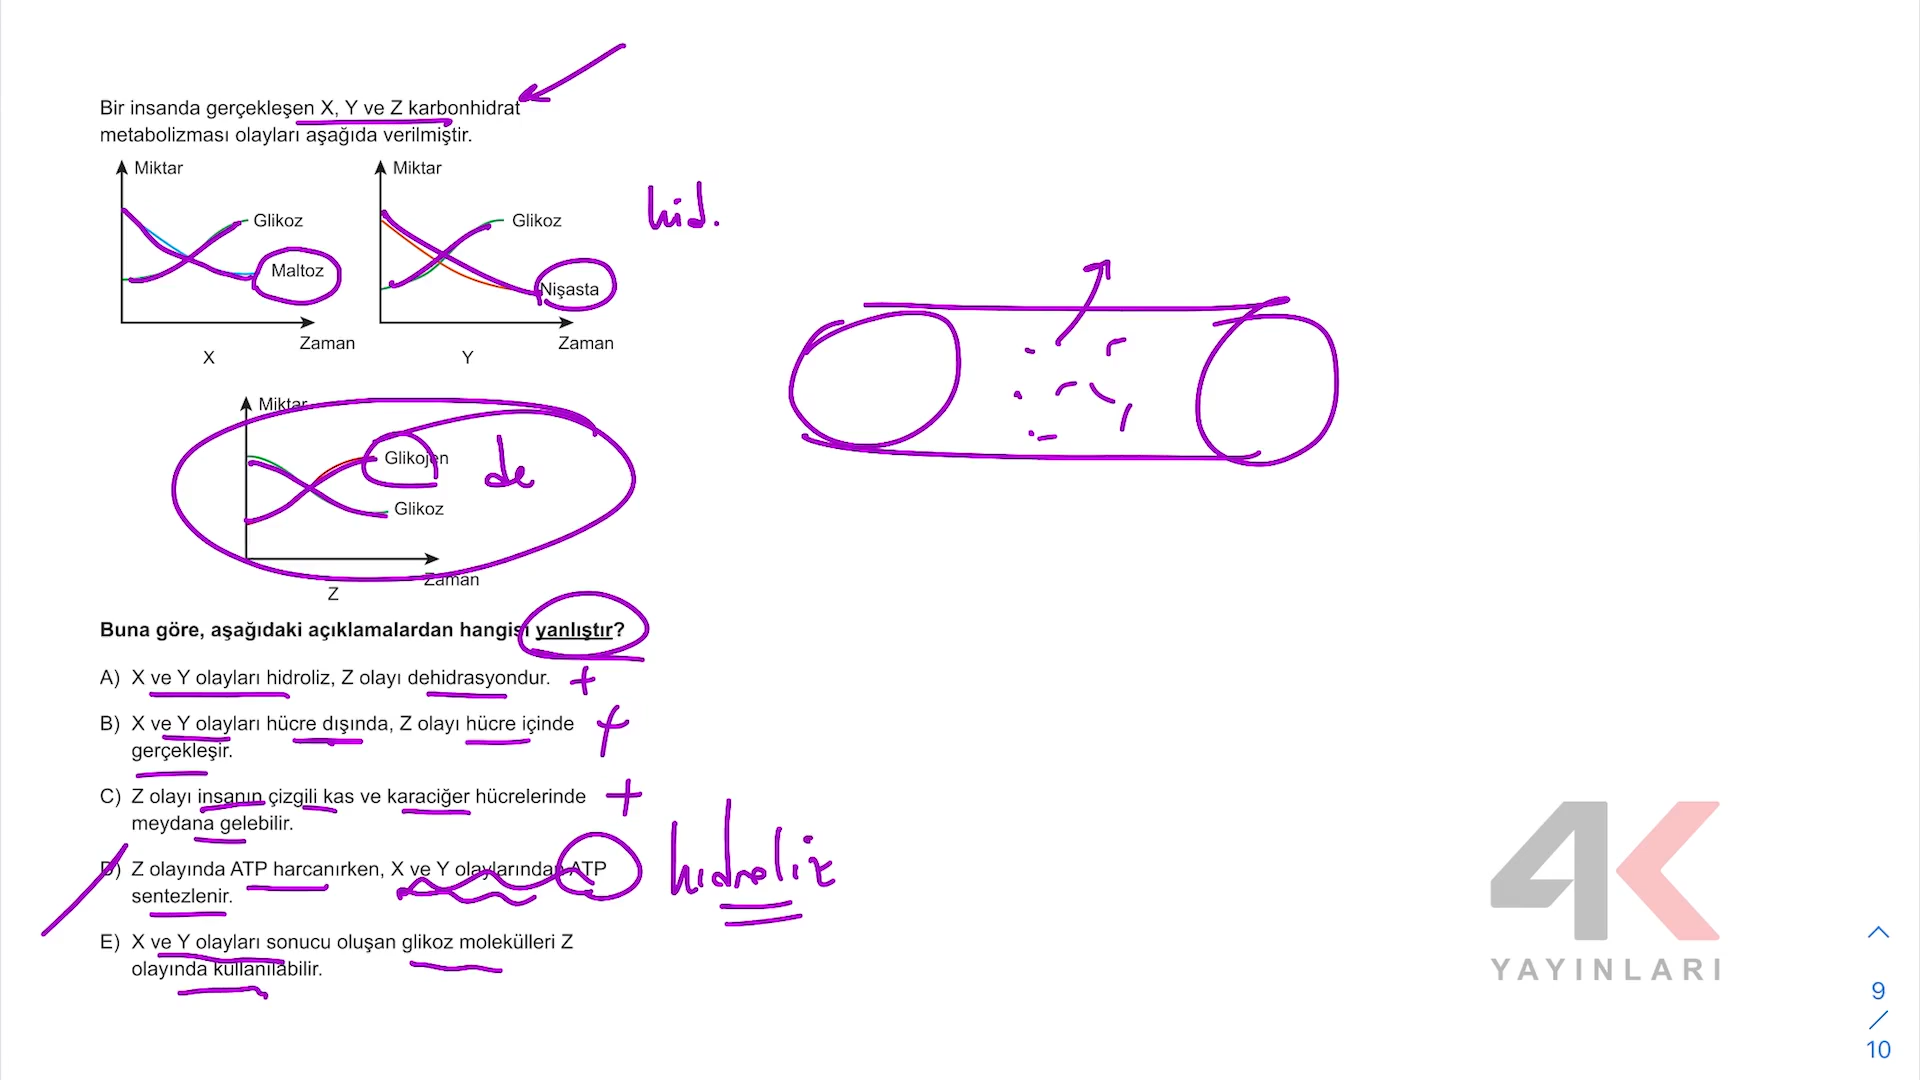 Bir insanda gerçekleşen X, Y ve Z karbonhidrat
metabolizması olayları aşağıda verilmiştir.
Miktar
Glikoz
Maltoz
Zaman
X
Miktar
Glikoz
Nişasta
Zaman
Y
hid.
Miktar
Glikojen
de
Glikoz
Zaman
Z
Buna göre, aşağıdaki açıklamalardan hangisi yanlıştır?
A) X ve Y olayları hidroliz, Z olayı dehidrasyondur. +
B) X ve Y olayları hücre dışında, Z olayı hücre içinde +
gerçekleşir.
C) Z olayı insanın çizgili kas ve karaciğer hücrelerinde +
meydana gelebilir.
D) Z olayında ATP harcanırken, X ve Y olaylarından ATP
sentezlenir.
hidroliz
E) X ve Y olayları sonucu oluşan glikoz molekülleri Z
olayında kullanılabilir.
4K
YAYINLARI
9
/
10